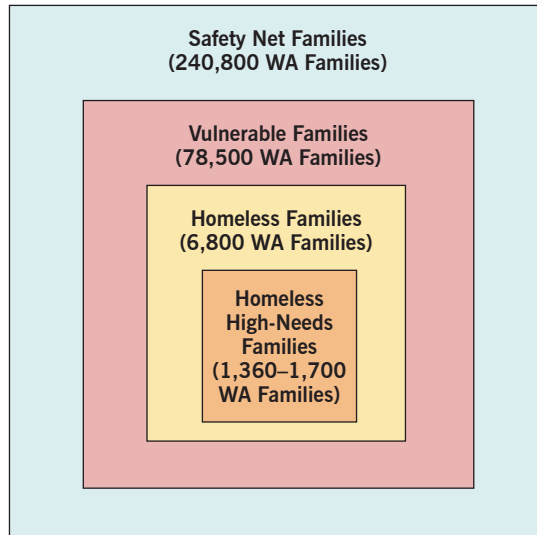 Safety Net Families
(240,800 WA Families)
Vulnerable Families
(78,500 WA Families)
Homeless Families
(6,800 WA Families)
Homeless
High-Needs
Families
(1,360–1,700
WA Families)